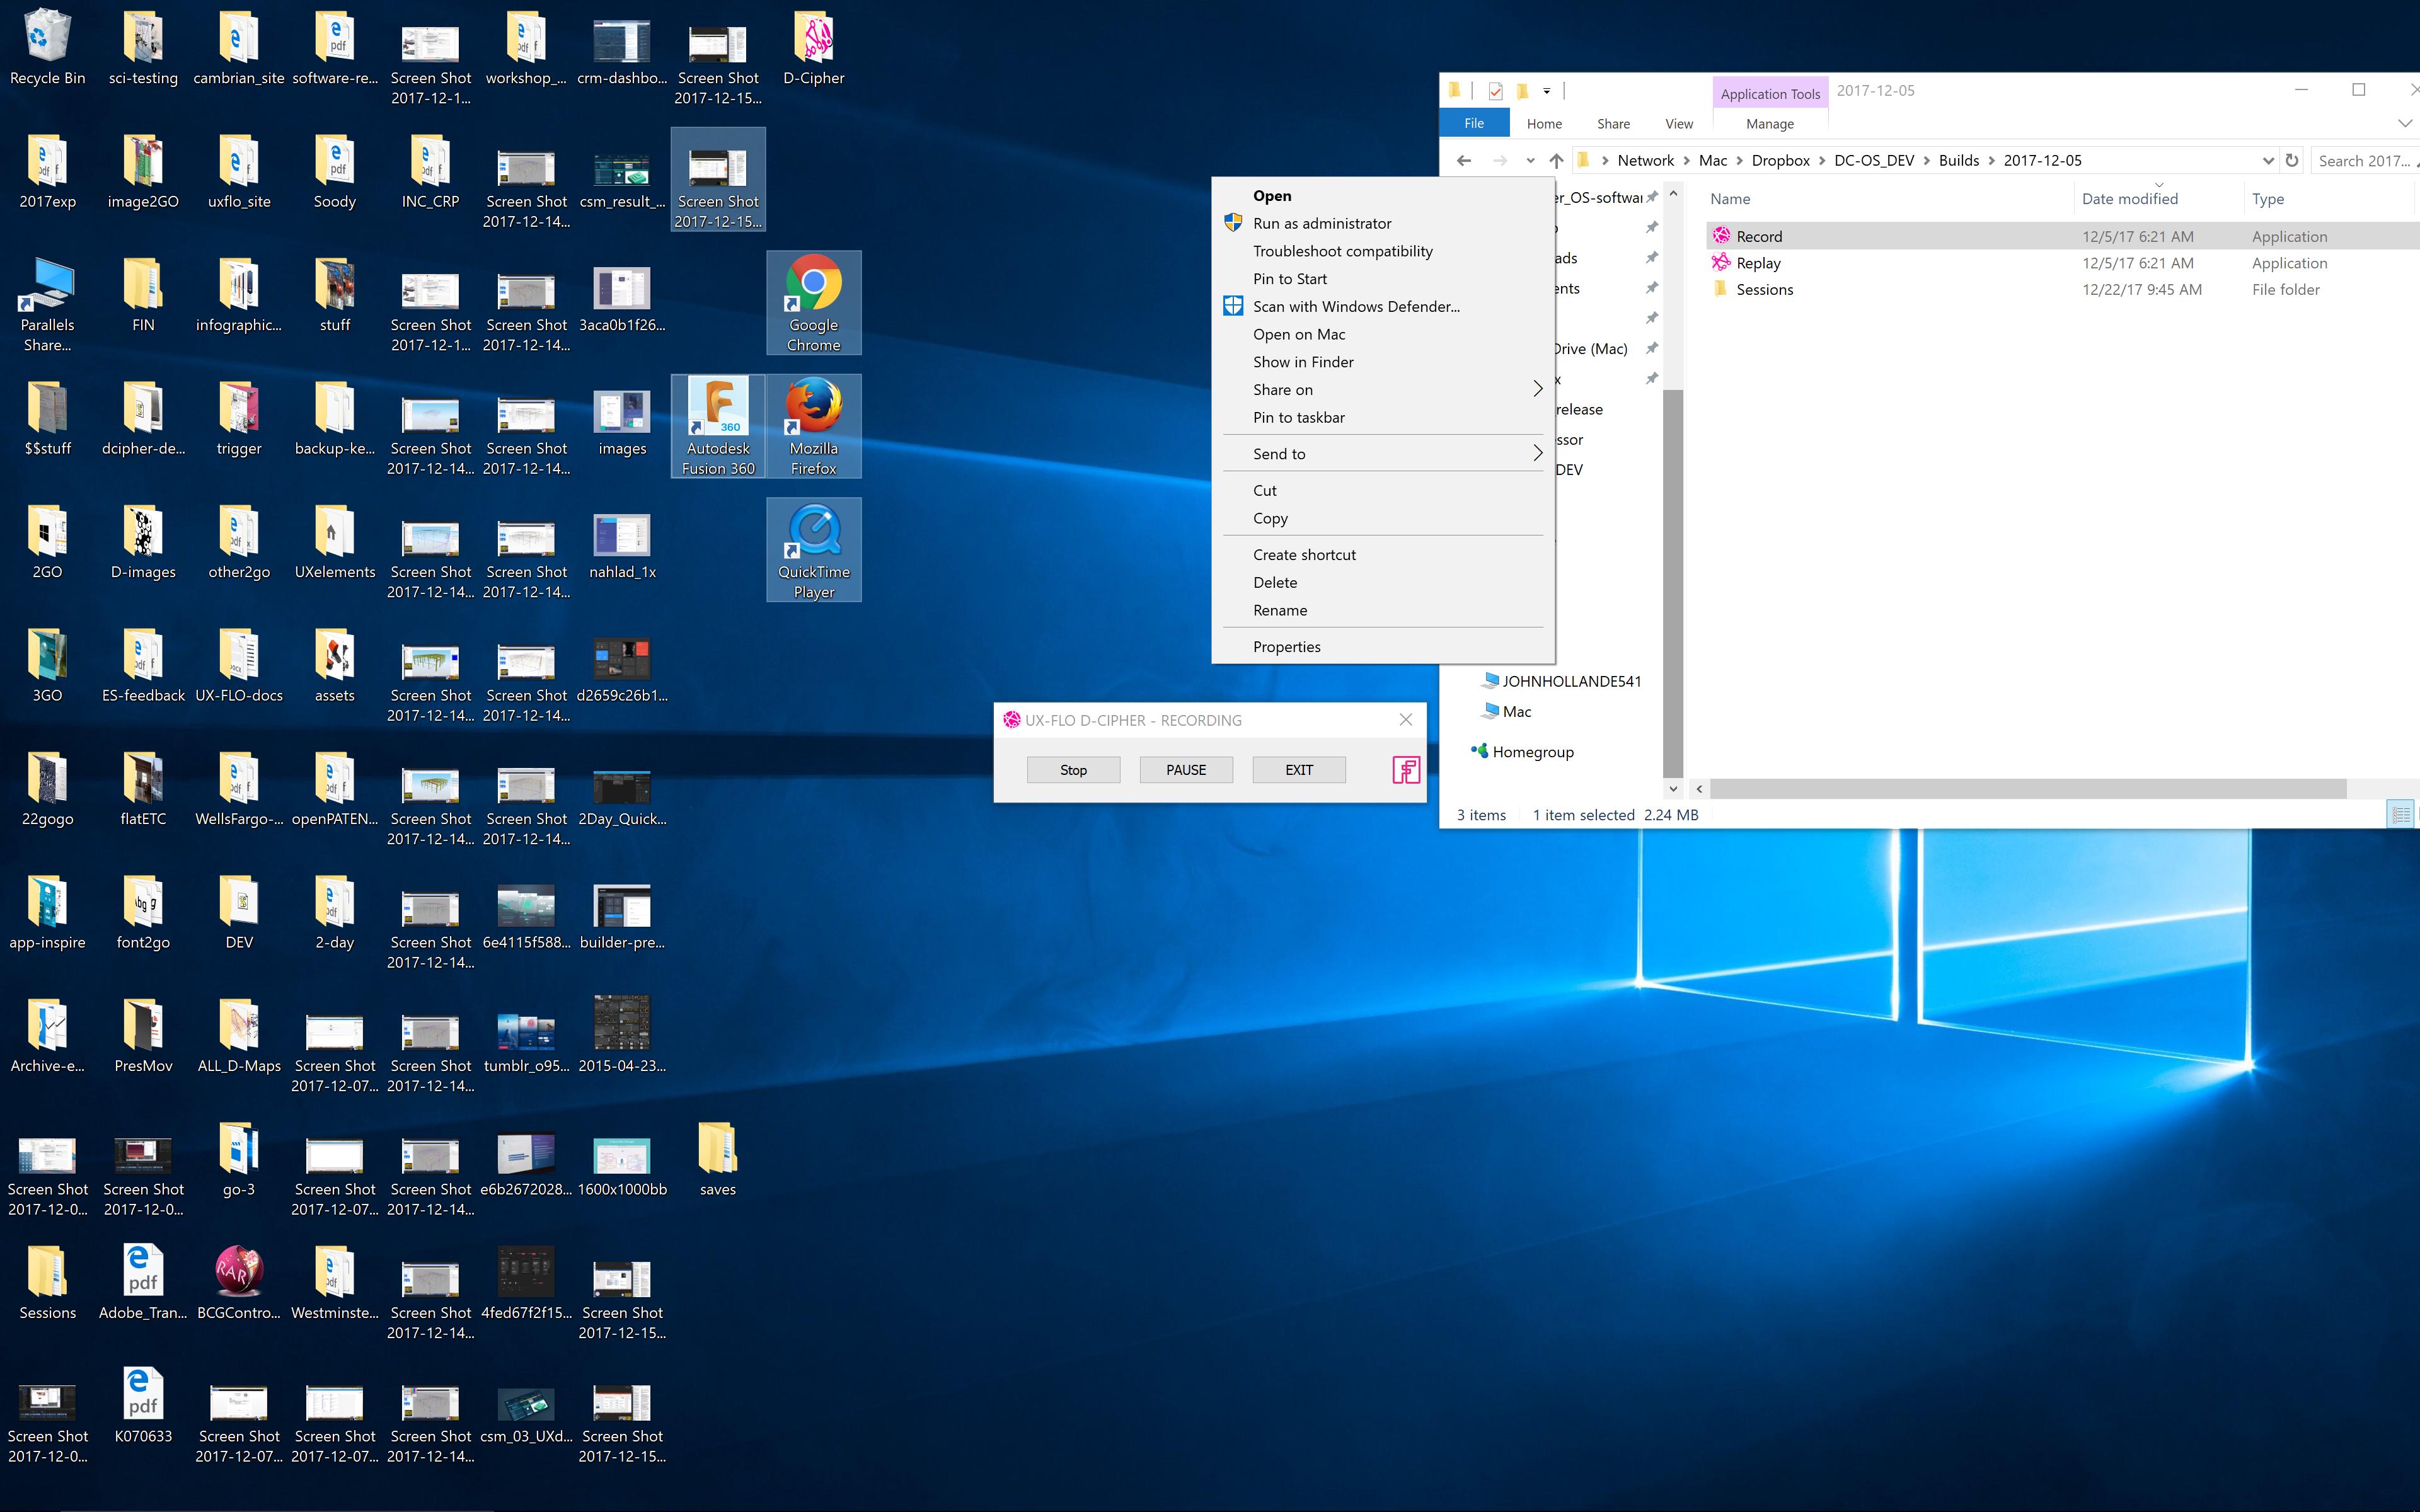 Recycle Bin
sci-testing
cambrian_site
software-re...
Screen Shot
2017-12-1...
workshop_...
crm-dashbo...
Screen Shot
2017-12-15...
D-Cipher
2017exp
image2GO
uxflo_site
Soody
INC_CRP
Screen Shot
2017-12-14...
csm_result_...
Screen Shot
2017-12-15...
Parallels
Share...
FIN
infographic...
stuff
Screen Shot
2017-12-1...
Screen Shot
2017-12-14...
3aca0b1f26...
Google
Chrome
$$stuff
dcipher-de...
trigger
backup-ke...
Screen Shot
2017-12-14...
Screen Shot
2017-12-14...
images
360
Autodesk
Fusion 360
Mozilla
Firefox
2GO
D-images
other2go
UXelements
Screen Shot
2017-12-14...
Screen Shot
2017-12-14...
nahlad_1x
QuickTime
Player
3GO
ES-feedback
UX-FLO-docs
assets
Screen Shot
2017-12-14...
Screen Shot
2017-12-14...
d2659c26b1...
22gogo
flatETC
WellsFargo-...
openPATEN...
Screen Shot
2017-12-14...
Screen Shot
2017-12-14...
2Day_Quick...
app-inspire
font2go
DEV
2-day
Screen Shot
2017-12-14...
6e4115f588...
builder-pre...
Archive-e...
PresMov
ALL_D-Maps
Screen Shot
2017-12-07...
Screen Shot
2017-12-14...
tumblr_o95...
2015-04-23...
Screen Shot
2017-12-0...
Screen Shot
2017-12-0...
go-3
Screen Shot
2017-12-07...
Screen Shot
2017-12-14...
e6b2672028...
1600x1000bb
saves
Sessions
pdf
Adobe_Tran...
RAR
BCGContro...
Westminste...
Screen Shot
2017-12-14...
4fed67f2f15...
Screen Shot
2017-12-15...
Screen Shot
2017-12-0...
pdf
K070633
Screen Shot
2017-12-07...
Screen Shot
2017-12-07...
Screen Shot
2017-12-14...
csm_03_UXd...
Screen Shot
2017-12-15...
Open
Run as administrator
Troubleshoot compatibility
Pin to Start
Scan with Windows Defender...
Open on Mac
Show in Finder
Share on
Pin to taskbar
Send to
Cut
Copy
Create shortcut
Delete
Rename
Properties
UX-FLO D-CIPHER - RECORDING
Stop PAUSE EXIT
Application Tools 2017-12-05
File Home Share View Manage
Network Mac Dropbox DC-OS_DEV Builds 2017-12-05 Search 2017...
er_OS-softwar
ads
ents
Drive (Mac)
x
release
ssor
DEV
JOHNHOLLANDE541
Mac
Homegroup
Name Date modified Type
Record 12/5/17 6:21 AM Application
Replay 12/5/17 6:21 AM Application
Sessions 12/22/17 9:45 AM File folder
3 items 1 item selected 2.24 MB